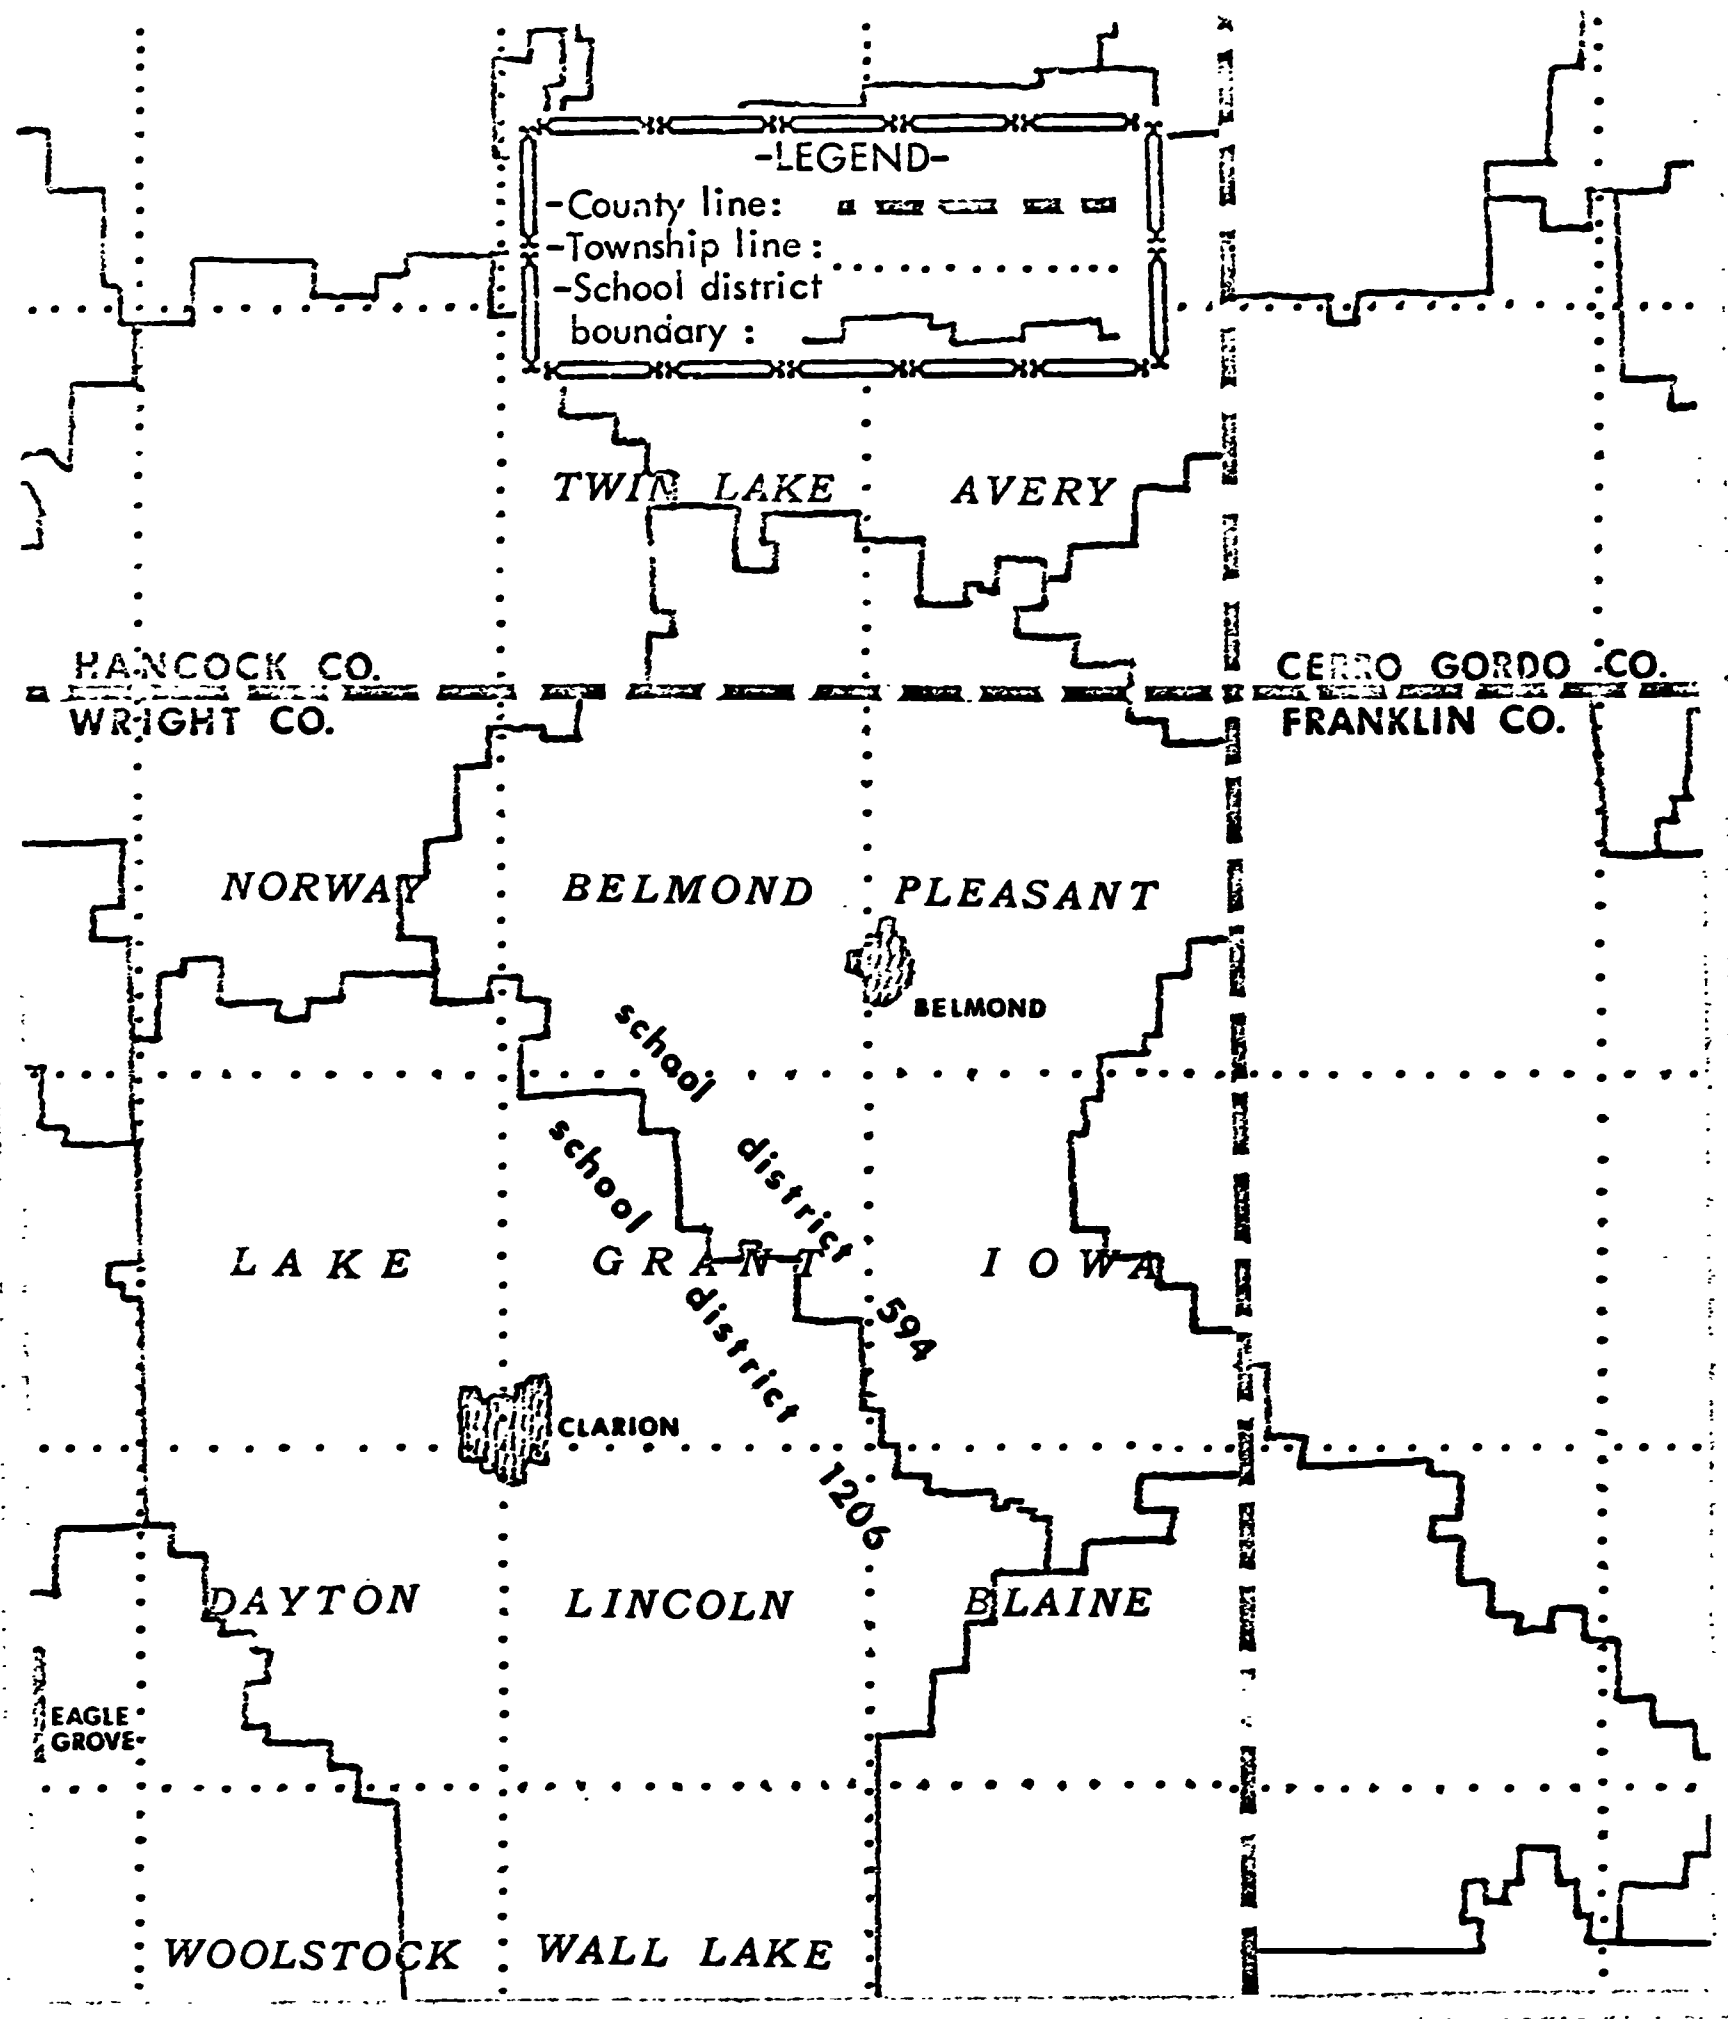 -LEGEND-
-County line:
-Township line:
-School district
boundary :
TWIN LAKE
AVERY
HANCOCK CO.
CERRO GORDO CO.
WRIGHT CO.
FRANKLIN CO.
NORWAY
BELMOND
PLEASANT
BELMOND
school district 594
school district 1206
LAKE
GRANT
IOWA
CLARION
DAYTON
LINCOLN
BLAINE
EAGLE
GROVE
WOOLSTOCK
WALL LAKE